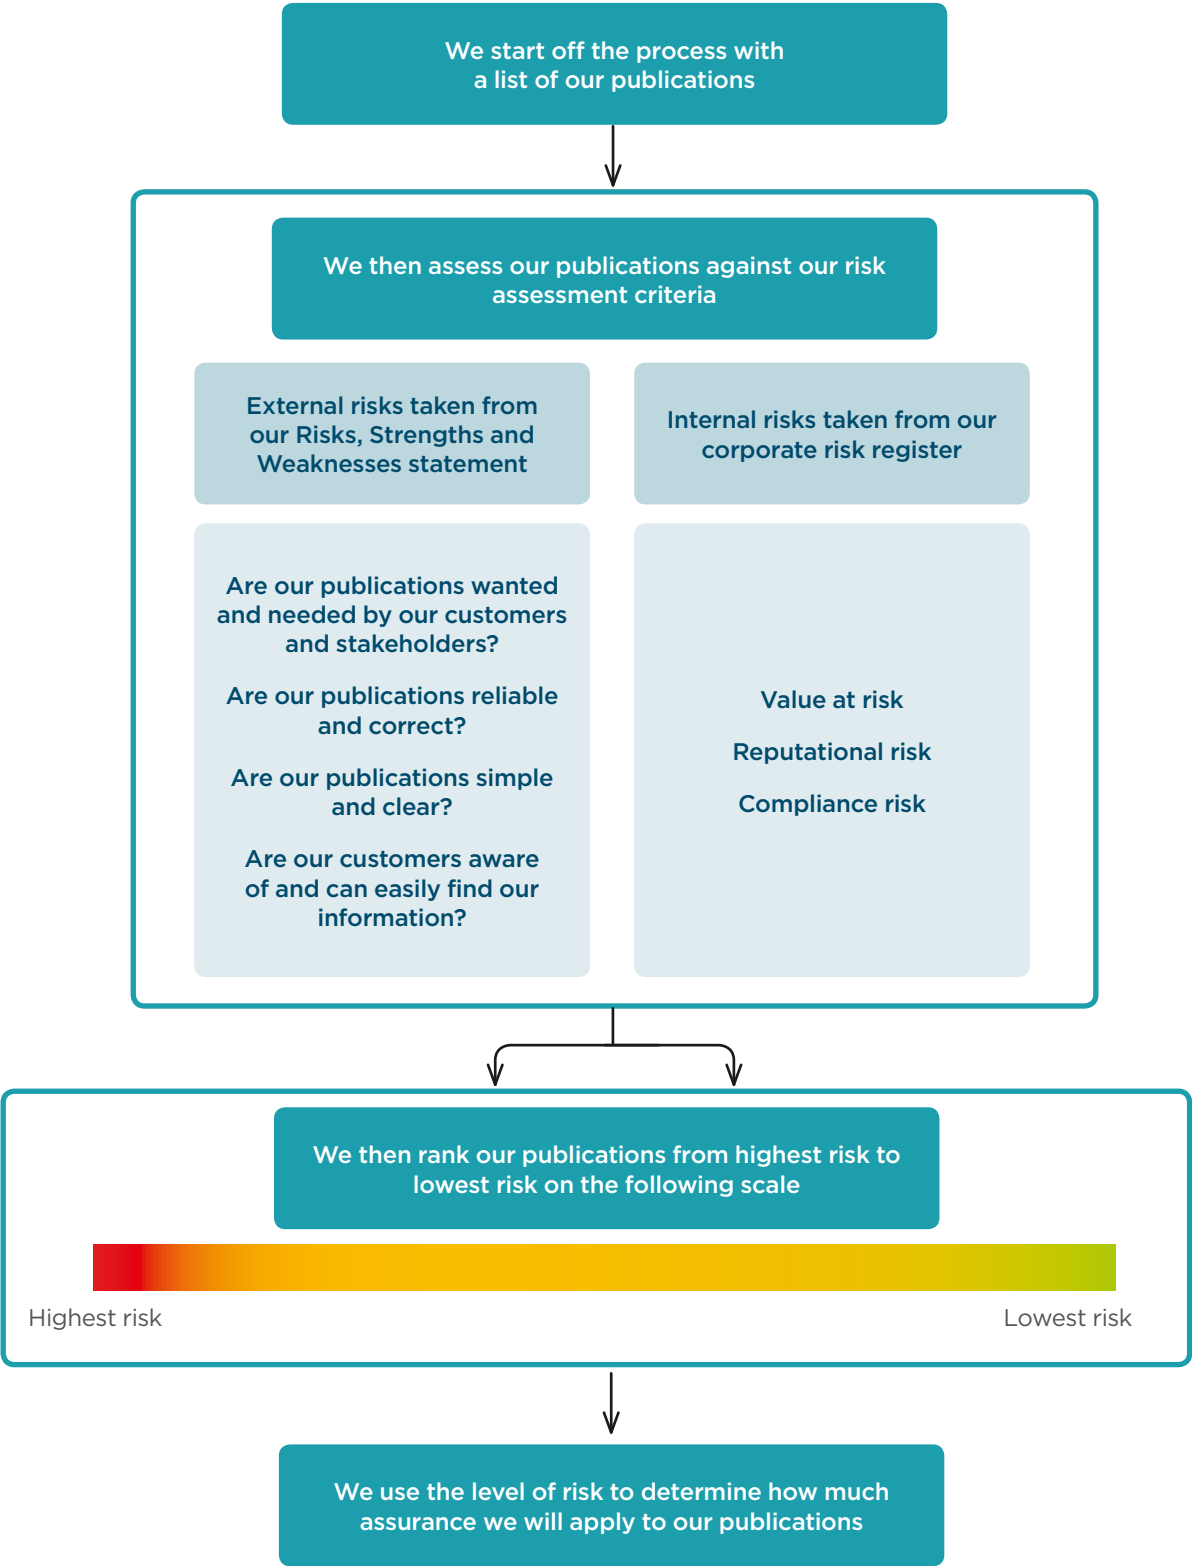 We start off the process with
a list of our publications
We then assess our publications against our risk
assessment criteria
External risks taken from
our Risks, Strengths and
Weaknesses statement
Internal risks taken from our
corporate risk register
Are our publications wanted
and needed by our customers
and stakeholders?
Are our publications reliable
and correct?
Are our publications simple
and clear?
Are our customers aware
of and can easily find our
information?
Value at risk
Reputational risk
Compliance risk
We then rank our publications from highest risk to
lowest risk on the following scale
Highest risk
Lowest risk
We use the level of risk to determine how much
assurance we will apply to our publications